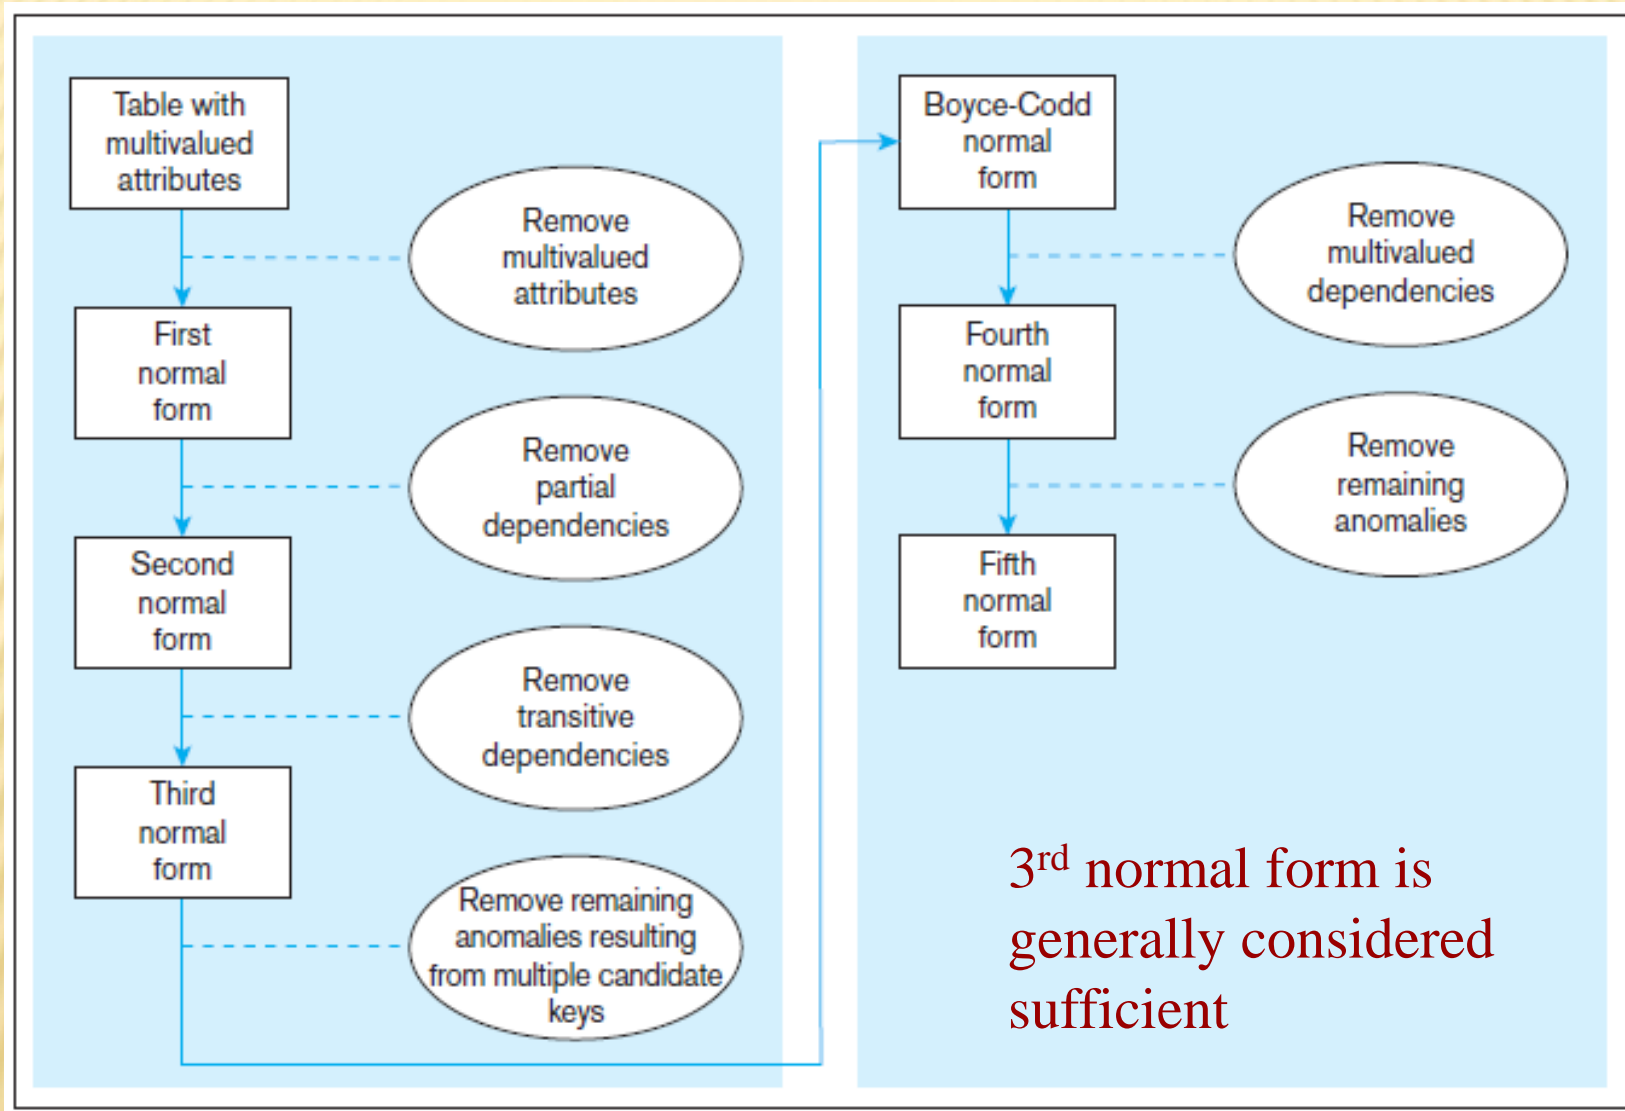 Table with
multivalued
attributes
Remove
multivalued
attributes
First
normal
form
Remove
partial
dependencies
Second
normal
form
Remove
transitive
dependencies
Third
normal
form
Remove remaining
anomalies resulting
from multiple candidate
keys
Boyce-Codd
normal
form
Remove
multivalued
dependencies
Fourth
normal
form
Remove
remaining
anomalies
Fifth
normal
form
3rd normal form is
generally considered
sufficient